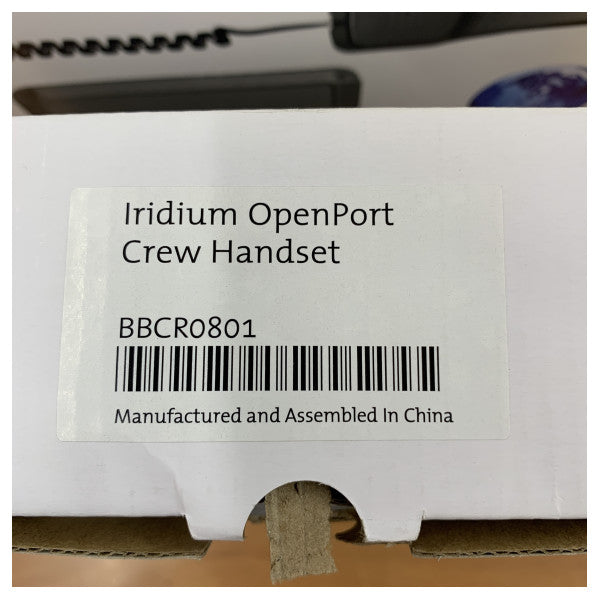 Iridium OpenPort
Crew Handset
BBCR0801
Manufactured and Assembled In China